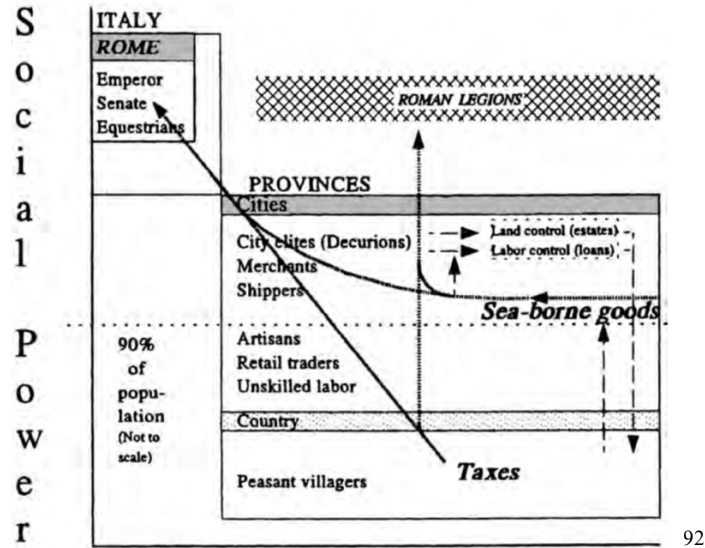 Social Power
ITALY
ROME
Emperor
Senate
Equestrians
ROMAN LEGIONS
PROVINCES
Cities
City elites (Decurions)
Merchants
Shippers
Land control (estates)
Labor control (loans)
Sea-borne goods
90%
of
popu-
lation
(Not to
scale)
Artisans
Retail traders
Unskilled labor
Country
Peasant villagers
Taxes
92